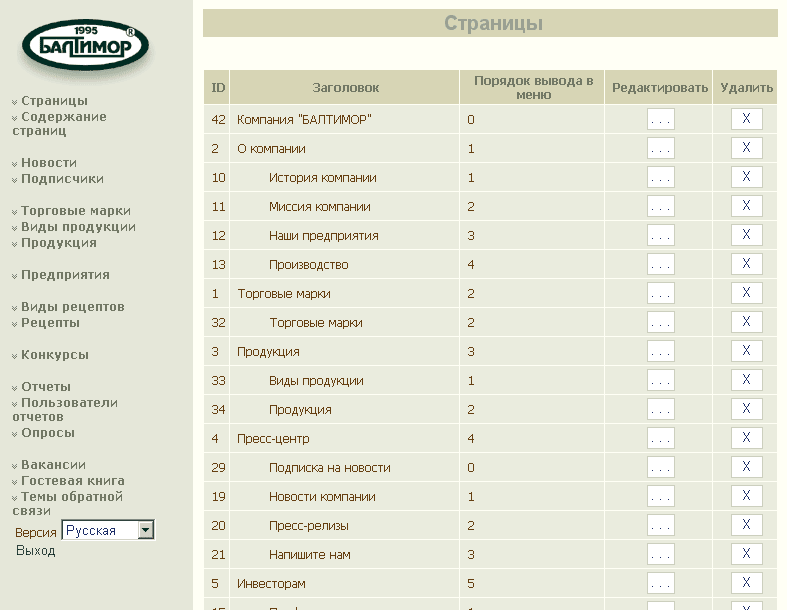 1995
®
БАЛТИМОР
Страницы
Содержание
страниц
Новости
Подписчики
Торговые марки
Виды продукции
Продукция
Предприятия
Виды рецептов
Рецепты
Конкурсы
Отчеты
Пользователи
отчетов
Опросы
Вакансии
Гостевая книга
Темы обратной
связи
Версия Русская
Выход
Страницы
ID Заголовок Порядок вывода в
меню Редактировать Удалить
42 Компания "БАЛТИМОР" 0 ... X
2 О компании 1 ... X
10 История компании 1 ... X
11 Миссия компании 2 ... X
12 Наши предприятия 3 ... X
13 Производство 4 ... X
1 Торговые марки 2 ... X
32 Торговые марки 2 ... X
3 Продукция 3 ... X
33 Виды продукции 1 ... X
34 Продукция 2 ... X
4 Пресс-центр 4 ... X
29 Подписка на новости 0 ... X
19 Новости компании 1 ... X
20 Пресс-релизы 2 ... X
21 Напишите нам 3 ... X
5 Инвесторам 5 ... X